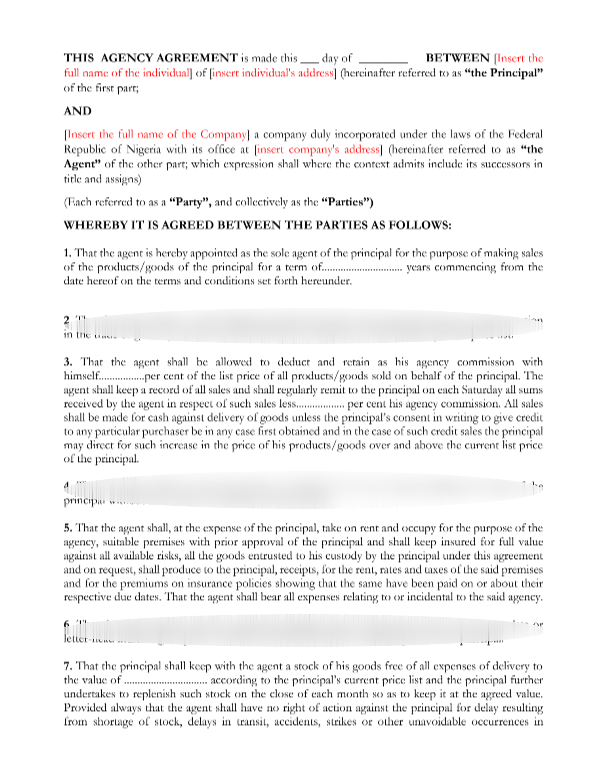 THIS AGENCY AGREEMENT is made this ___ day of _________ BETWEEN [Insert the
full name of the individual] of [insert individual's address] (hereinafter referred to as “the Principal”
of the first part;
AND
[Insert the full name of the Company] a company duly incorporated under the laws of the Federal
Republic of Nigeria with its office at [insert company's address] (hereinafter referred to as “the
Agent” of the other part; which expression shall where the context admits include its successors in
title and assigns)
(Each referred to as a “Party”, and collectively as the “Parties”)
WHEREBY IT IS AGREED BETWEEN THE PARTIES AS FOLLOWS:
1. That the agent is hereby appointed as the sole agent of the principal for the purpose of making sales
of the products/goods of the principal for a term of............................. years commencing from the
date hereof on the terms and conditions set forth hereunder.
2
in the
3. That the agent shall be allowed to deduct and retain as his agency commission with
himself................per cent of the list price of all products/goods sold on behalf of the principal. The
agent shall keep a record of all sales and shall regularly remit to the principal on each Saturday all sums
received by the agent in respect of such sales less................. per cent his agency commission. All sales
shall be made for cash against delivery of goods unless the principal's consent in writing to give credit
to any particular purchaser be in any case first obtained and in the case of such credit sales the principal
may direct for such increase in the price of his products/goods over and above the current list price
of the principal.
4
principal
5. That the agent shall, at the expense of the principal, take on rent and occupy for the purpose of the
agency, suitable premises with prior approval of the principal and shall keep insured for full value
against all available risks, all the goods entrusted to his custody by the principal under this agreement
and on request, shall produce to the principal, receipts, for the rent, rates and taxes of the said premises
and for the premiums on insurance policies showing that the same have been paid on or about their
respective due dates. That the agent shall bear all expenses relating to or incidental to the said agency.
6. or
7. That the principal shall keep with the agent a stock of his goods free of all expenses of delivery to
the value of .............................. according to the principal's current price list and the principal further
undertakes to replenish such stock on the close of each month so as to keep it at the agreed value.
Provided always that the agent shall have no right of action against the principal for delay resulting
from shortage of stock, delays in transit, accidents, strikes or other unavoidable occurrences in